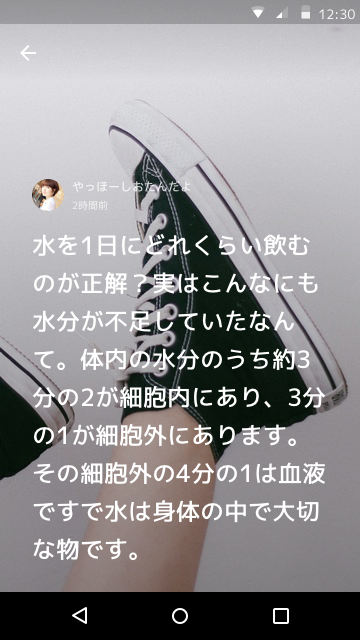 12:30
やっほーしおたんだよ
2時間前
水を1日にどれくらい飲む
のが正解？実はこんなにも
水分が不足していたなん
て。体内の水分のうち約3
分の2が細胞内にあり、3分
の1が細胞外にあります。
その細胞外の4分の1は血液
ですで水は身体の中で大切
な物です。